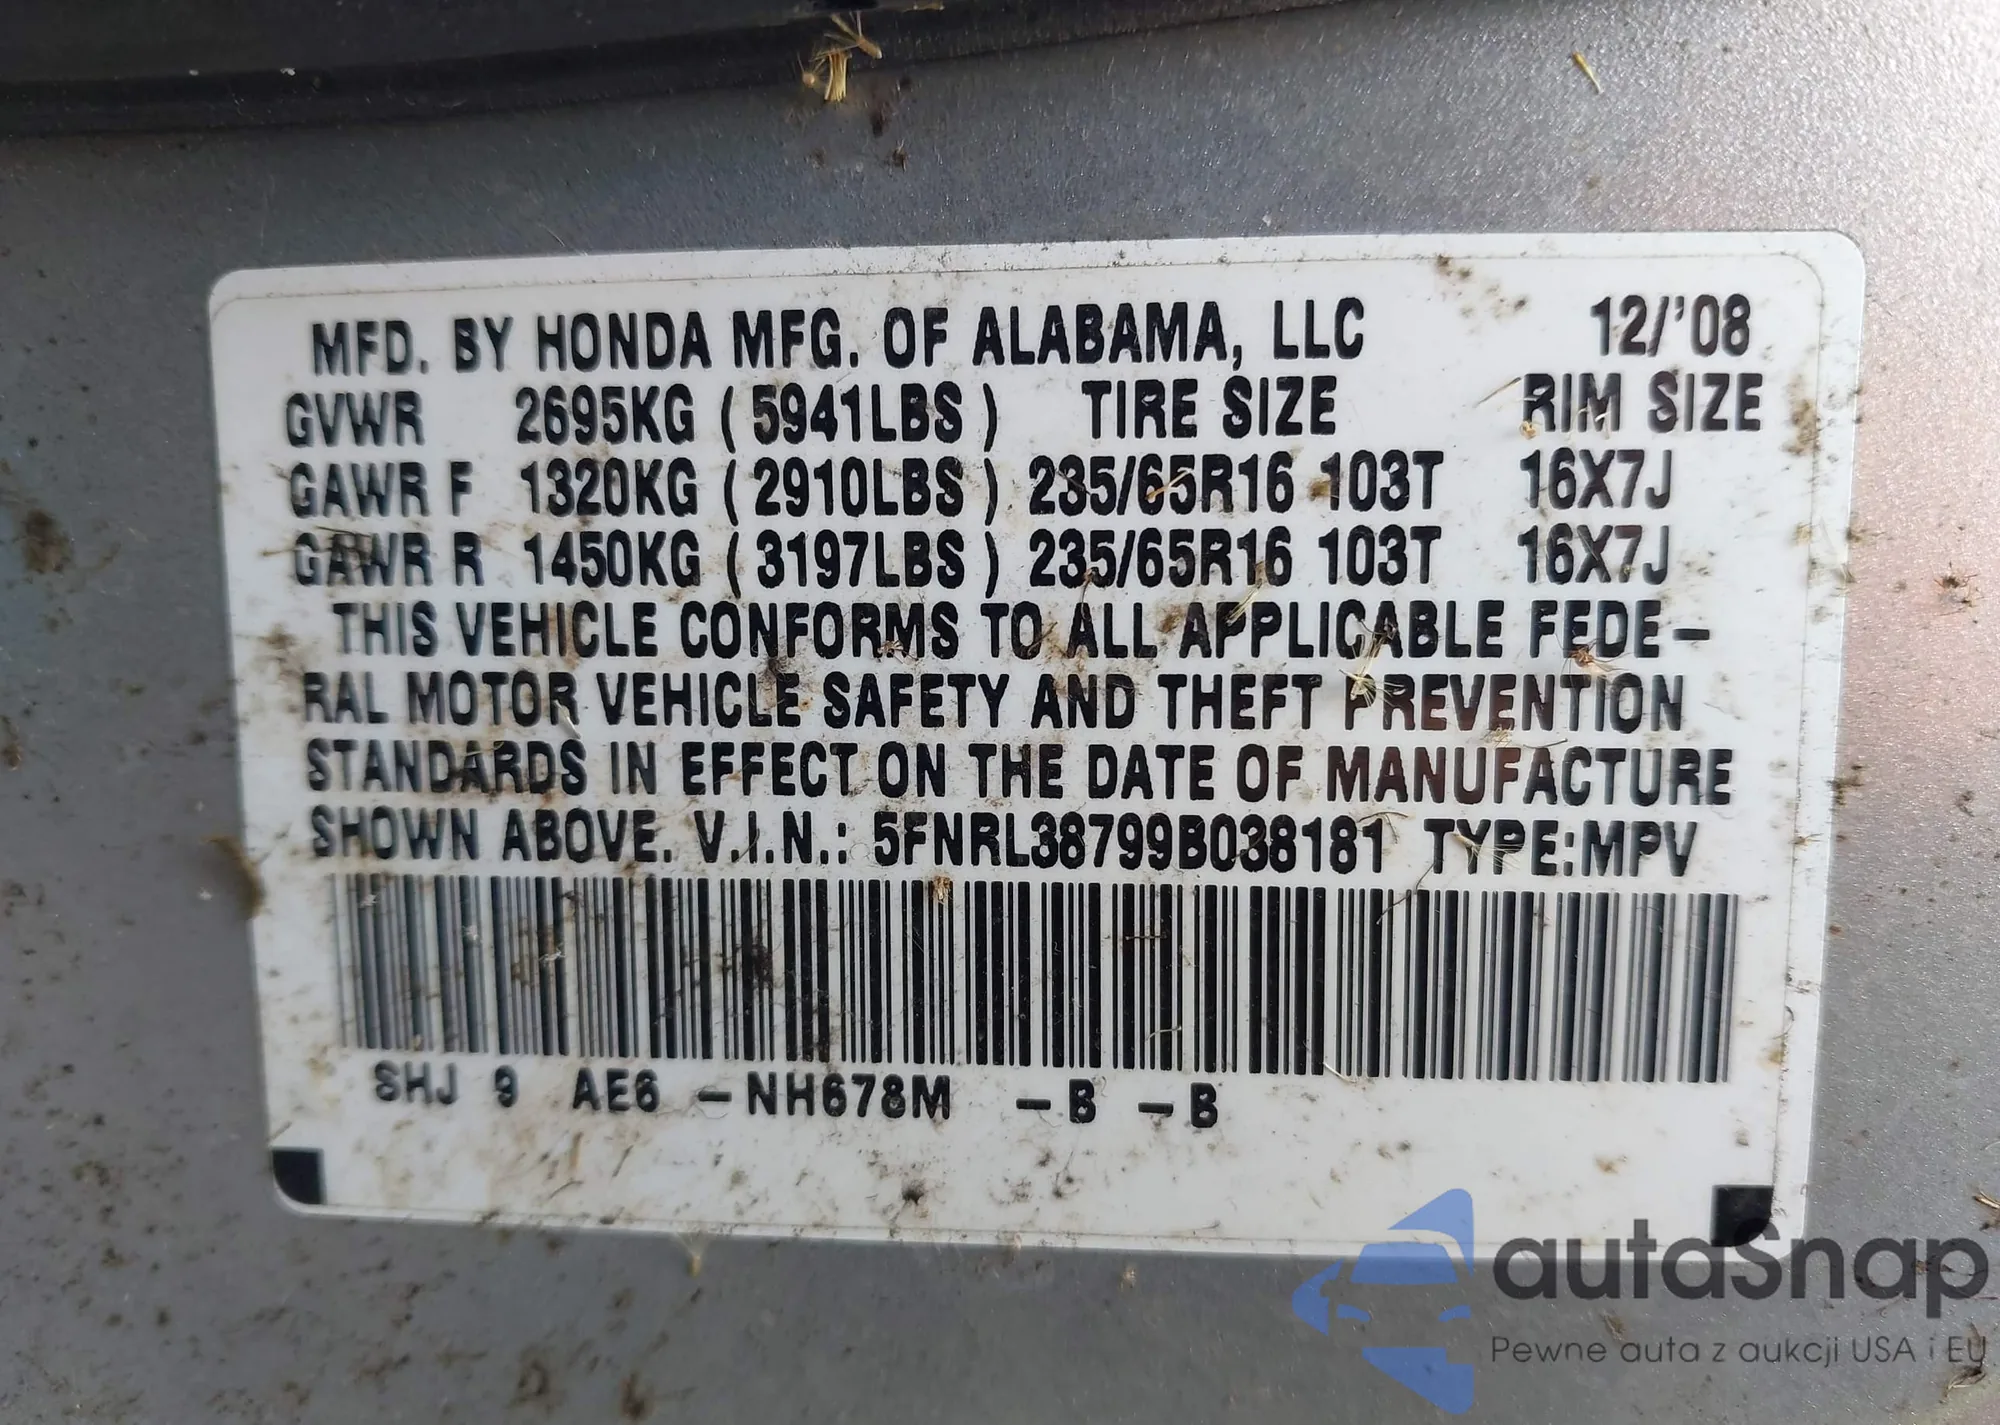 MFD. BY HONDA MFG. OF ALABAMA, LLC 12/'08
GVWR 2695KG ( 5941LBS ) TIRE SIZE RIM SIZE
GAWR F 1320KG ( 2910LBS ) 235/65R16 103T 16X7J
GAWR R 1450KG ( 3197LBS ) 235/65R16 103T 16X7J
THIS VEHICLE CONFORMS TO ALL APPLICABLE FEDE-
RAL MOTOR VEHICLE SAFETY AND THEFT PREVENTION
STANDARDS IN EFFECT ON THE DATE OF MANUFACTURE
SHOWN ABOVE. V.I.N.: 5FNRL38799B038181 TYPE:MPV
SHJ 9 AE6 -NH678M -B -B
autaSnap
Pewne auta z aukcji USA i EU